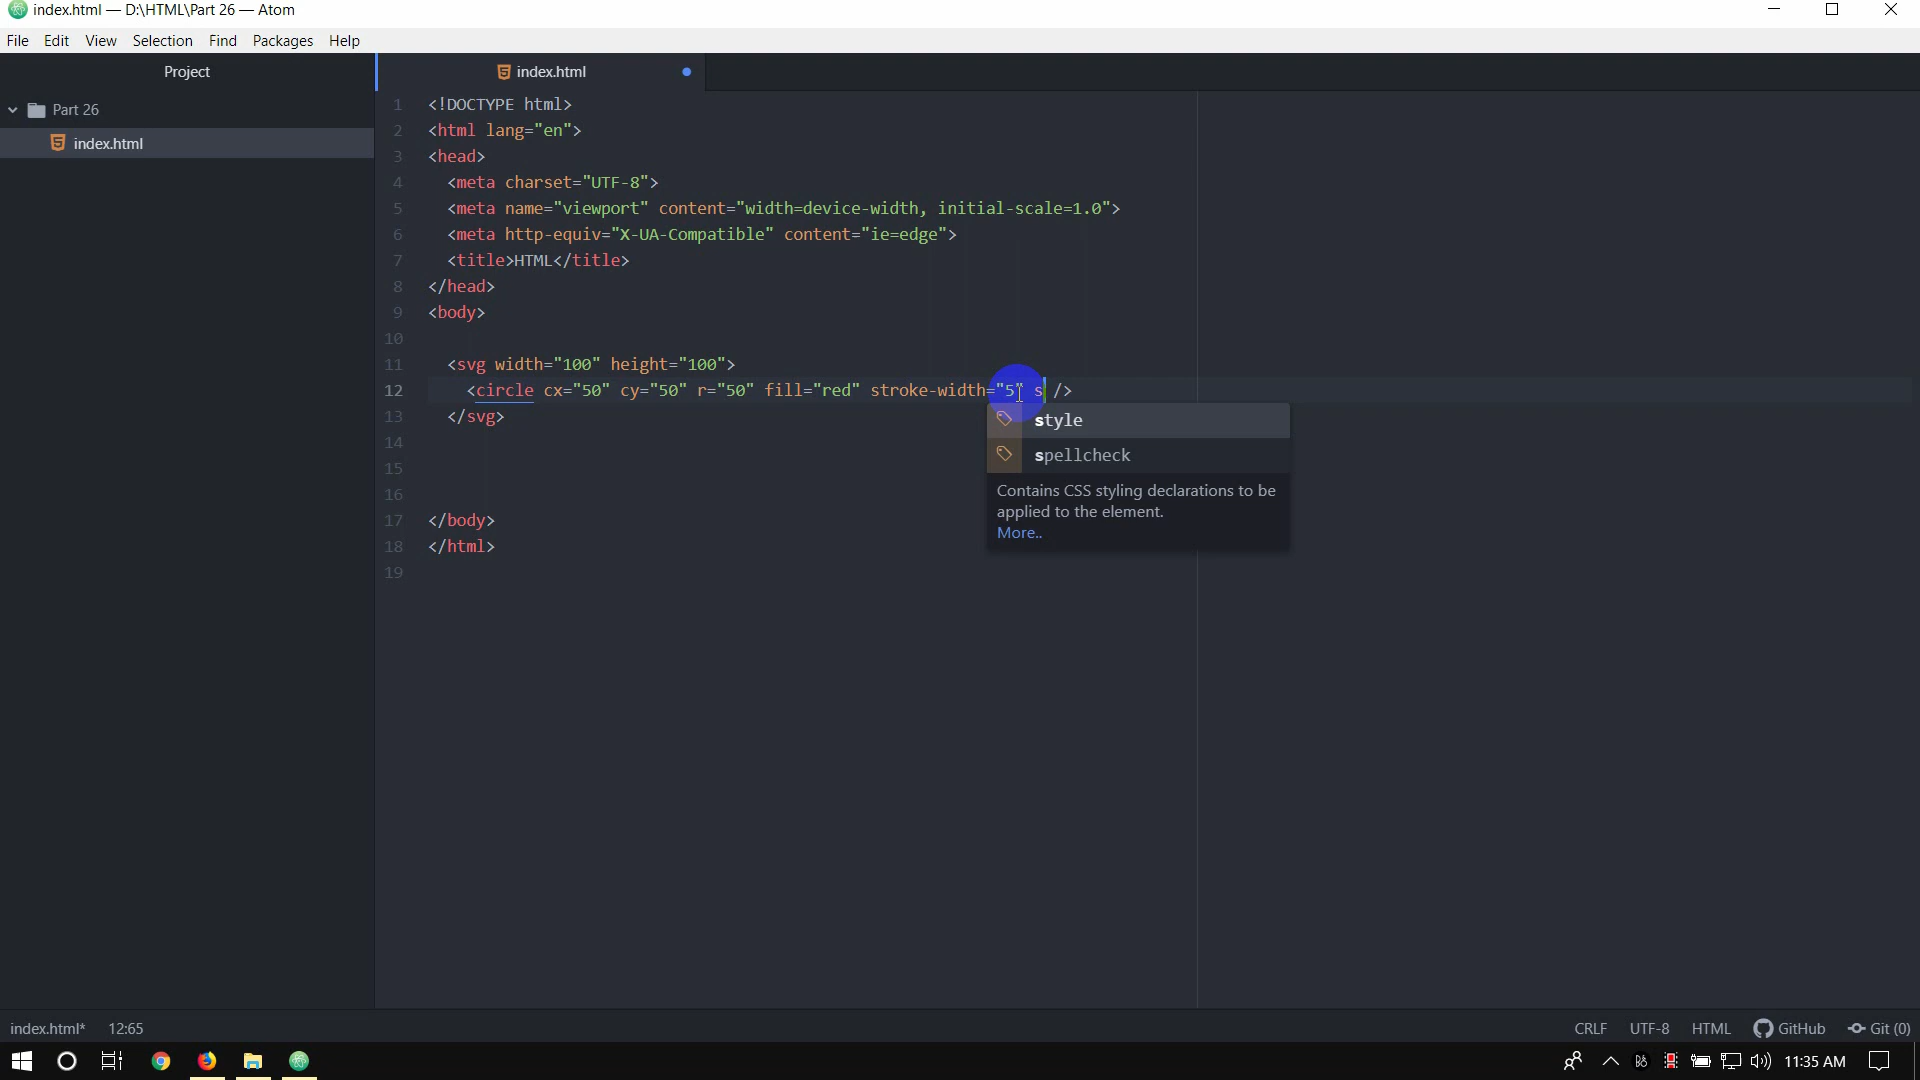 index.html — D:\HTML\Part 26 — Atom
File Edit View Selection Find Packages Help
Project
index.html
Part 26
index.html
1 <!DOCTYPE html>
2 <html lang="en">
3 <head>
4 <meta charset="UTF-8">
5 <meta name="viewport" content="width=device-width, initial-scale=1.0">
6 <meta http-equiv="X-UA-Compatible" content="ie=edge">
7 <title>HTML</title>
8 </head>
9 <body>
10
11 <svg width="100" height="100">
12 <circle cx="50" cy="50" r="50" fill="red" stroke-width="5" s />
13 </svg>
style
14
spellcheck
15
Contains CSS styling declarations to be
16
applied to the element.
17 </body>
More..
18 </html>
19
index.html* 12:65
CRLF UTF-8 HTML GitHub Git (0)
11:35 AM